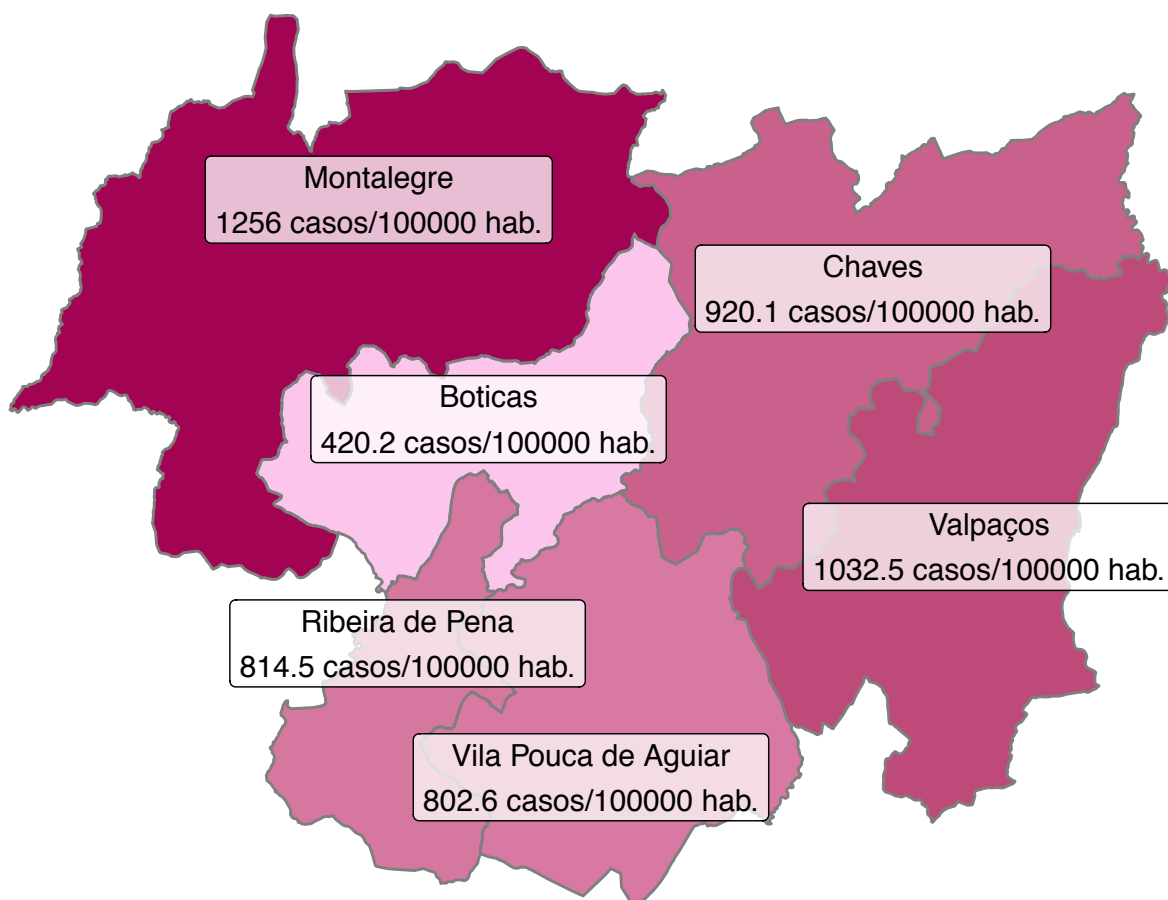 Montalegre
1256 casos/100000 hab.
Chaves
920.1 casos/100000 hab.
Boticas
420.2 casos/100000 hab.
Valpaços
1032.5 casos/100000 hab.
Ribeira de Pena
814.5 casos/100000 hab.
Vila Pouca de Aguiar
802.6 casos/100000 hab.